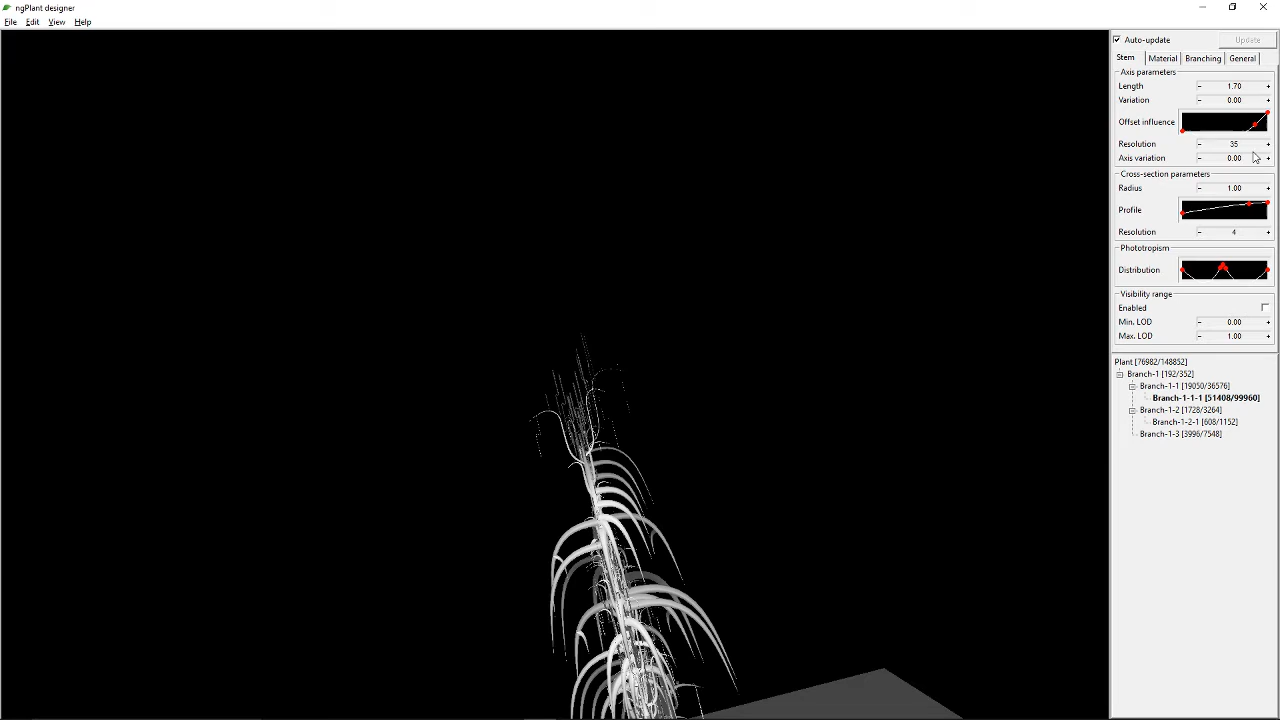 ngPlant designer
File Edit View Help
Auto-update Update
Stem Material Branching General
Axis parameters
Length - 1.70 +
Variation - 0.00 +
Offset influence
Resolution - 35 +
Axis variation - 0.00 +
Cross-section parameters
Radius - 1.00 +
Profile
Resolution - 4 +
Phototropism
Distribution
Visibility range
Enabled
Min. LOD - 0.00 +
Max. LOD - 1.00 +
Plant [76982/148852]
Branch-1 [192/352]
Branch-1-1 [19050/36576]
Branch-1-1-1 [51408/99960]
Branch-1-2 [1728/3264]
Branch-1-2-1 [608/1152]
Branch-1-3 [3996/7548]